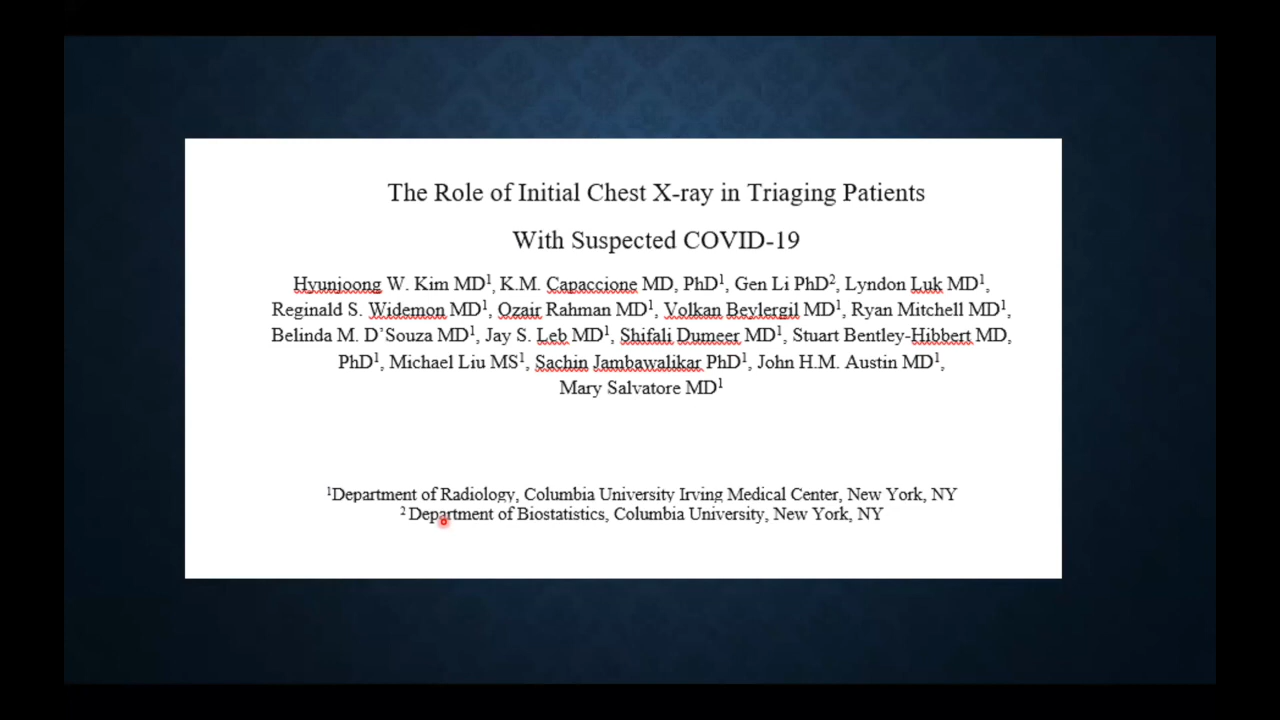 The Role of Initial Chest X-ray in Triaging Patients
With Suspected COVID-19
Hyunjoong W. Kim MD¹, K.M. Capaccione MD, PhD¹, Gen Li PhD², Lyndon Luk MD¹,
Reginald S. Widemon MD¹, Ozair Rahman MD¹, Volkan Beylergil MD¹, Ryan Mitchell MD¹,
Belinda M. D’Souza MD¹, Jay S. Leb MD¹, Shifali Dumeer MD¹, Stuart Bentley-Hibbert MD,
PhD¹, Michael Liu MS¹, Sachin Jambawalikar PhD¹, John H.M. Austin MD¹,
Mary Salvatore MD¹
¹Department of Radiology, Columbia University Irving Medical Center, New York, NY
² Department of Biostatistics, Columbia University, New York, NY